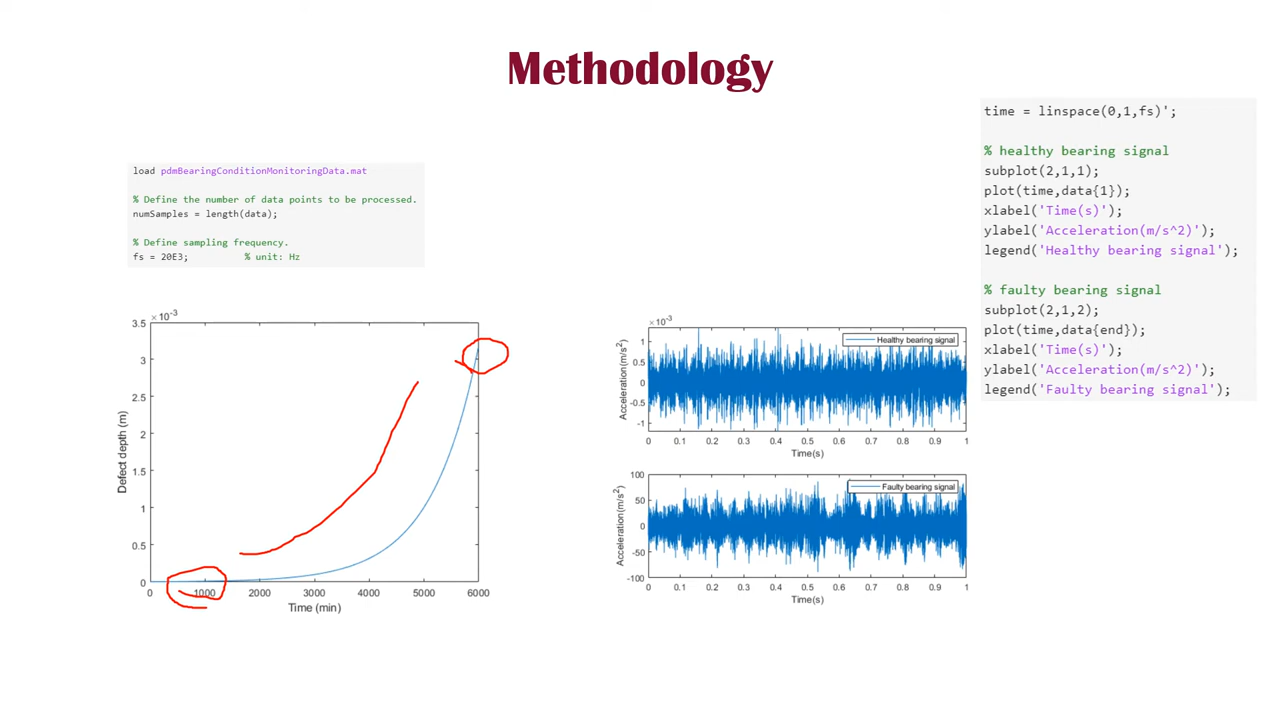 Methodology
load pdmBearingConditionMonitoringData.mat
% Define the number of data points to be processed.
numSamples = length(data);
% Define sampling frequency.
fs = 20E3; % unit: Hz
×10⁻³
3.5
3
2.5
2
1.5
1
0.5
0
Defect depth (m)
0 1000 2000 3000 4000 5000 6000
Time (min)
×10⁻³
1
0.5
0
-0.5
-1
Acceleration(m/s²)
Healthy bearing signal
0 0.1 0.2 0.3 0.4 0.5 0.6 0.7 0.8 0.9 1
Time(s)
100
50
0
-50
-100
Acceleration(m/s²)
Faulty bearing signal
0 0.1 0.2 0.3 0.4 0.5 0.6 0.7 0.8 0.9 1
Time(s)
time = linspace(0,1,fs)';
% healthy bearing signal
subplot(2,1,1);
plot(time,data{1});
xlabel('Time(s)');
ylabel('Acceleration(m/s^2)');
legend('Healthy bearing signal');
% faulty bearing signal
subplot(2,1,2);
plot(time,data{end});
xlabel('Time(s)');
ylabel('Acceleration(m/s^2)');
legend('Faulty bearing signal');